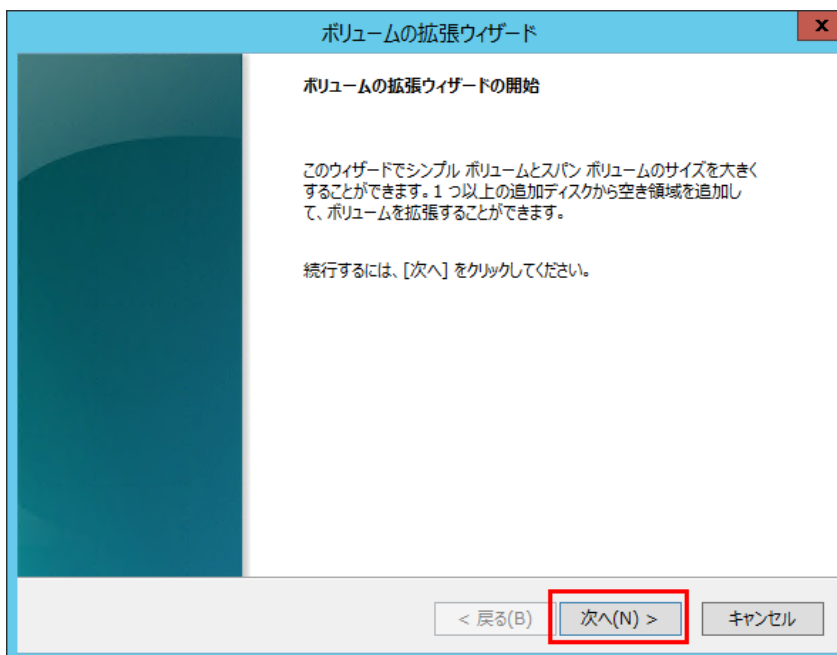 ボリュームの拡張ウィザード
x
ボリュームの拡張ウィザードの開始
このウィザードでシンプル ボリュームとスパン ボリュームのサイズを大きく
することができます。1 つ以上の追加ディスクから空き領域を追加し
て、ボリュームを拡張することができます。
続行するには、[次へ] をクリックしてください。
< 戻る(B)
次へ(N) >
キャンセル